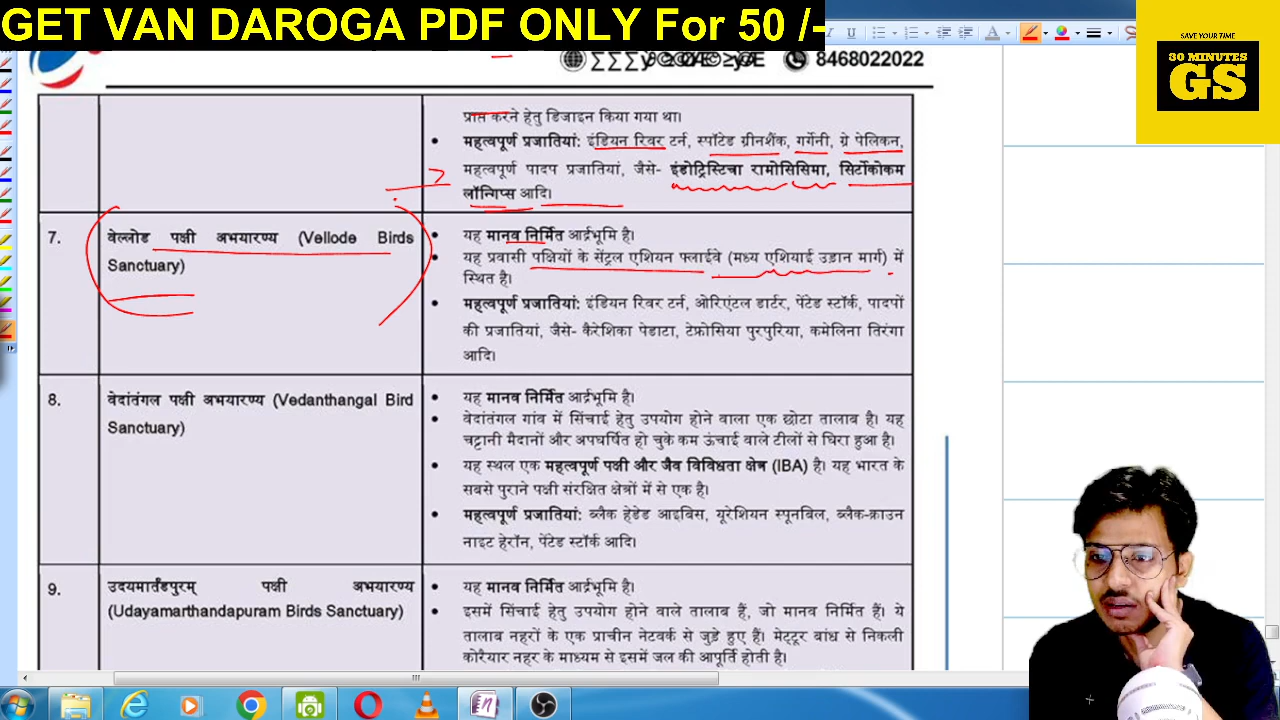 GET VAN DAROGA PDF ONLY For 50 /-
SAVE YOUR TIME
30 MINUTES
GS
8468022022
प्राप्त करने हेतु डिजाइन किया गया था।
• महत्वपूर्ण प्रजातियां: इंडियन रिवर टर्न, स्पॉटेड ग्रीनशैंक, गर्गेनी, ग्रे पेलिकन,
महत्वपूर्ण पादप प्रजातियां, जैसे- इंडोट्रिस्टिचा रामोसिसिमा, सिर्टोकोकम
लॉन्गिप्स आदि।
7.
वेल्लोड पक्षी अभयारण्य (Vellode Birds
Sanctuary)
• यह मानव निर्मित आर्द्रभूमि है।
• यह प्रवासी पक्षियों के सेंट्रल एशियन फ्लाईवे (मध्य एशियाई उड़ान मार्ग) में
स्थित है।
• महत्वपूर्ण प्रजातियां: इंडियन रिवर टर्न, ओरिएंटल डार्टर, पेंटेड स्टॉर्क, पादपों
की प्रजातियां, जैसे- कैरेशिका पेडाटा, टेफ्रोसिया पुरपुरिया, कमेलिना तिरंगा
आदि।
8.
वेदांतंगल पक्षी अभयारण्य (Vedanthangal Bird
Sanctuary)
• यह मानव निर्मित आर्द्रभूमि है।
• वेदांतंगल गांव में सिंचाई हेतु उपयोग होने वाला एक छोटा तालाब है। यह
चट्टानी मैदानों और अपघर्षित हो चुके कम ऊंचाई वाले टीलों से घिरा हुआ है।
• यह स्थल एक महत्वपूर्ण पक्षी और जैव विविधता क्षेत्र (IBA) है। यह भारत के
सबसे पुराने पक्षी संरक्षित क्षेत्रों में से एक है।
• महत्वपूर्ण प्रजातियां: ब्लैक हेडेड आइबिस, यूरेशियन स्पूनबिल, ब्लैक-क्राउन
नाइट हेरॉन, पेंटेड स्टॉर्क आदि।
9.
उदयमार्तंडपुरम् पक्षी अभयारण्य
(Udayamarthandapuram Birds Sanctuary)
• यह मानव निर्मित आर्द्रभूमि है।
• इसमें सिंचाई हेतु उपयोग होने वाले तालाब हैं, जो मानव निर्मित हैं। ये
तालाब नहरों के एक प्राचीन नेटवर्क से जुड़े हुए हैं। मेट्टूर बांध से निकली
कोरैयार नहर के माध्यम से इसमें जल की आपूर्ति होती है।